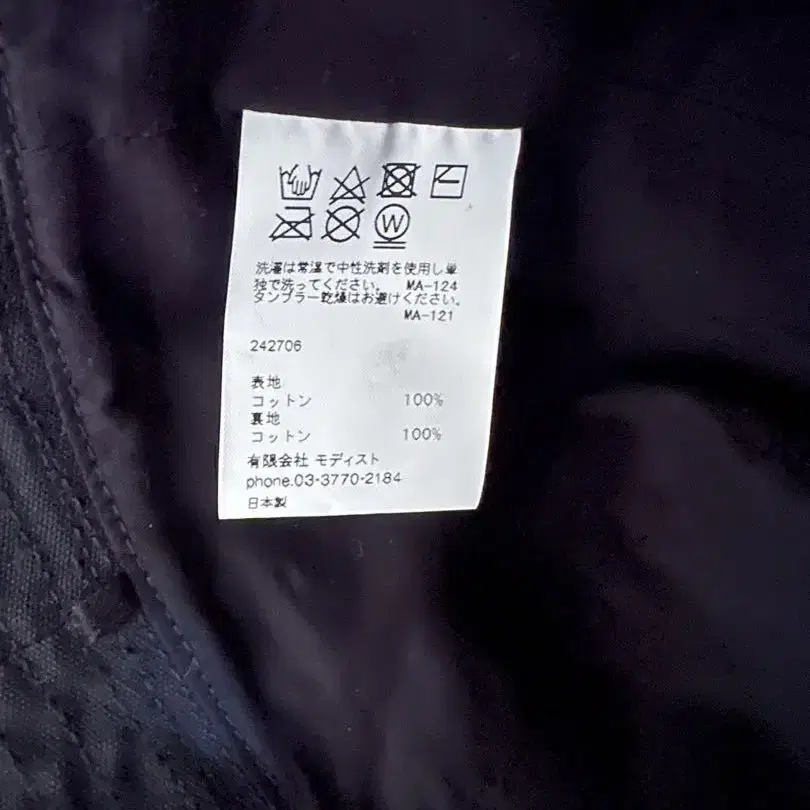 W
洗濯は常温で中性洗剤を使用し単
独で洗ってください。 MA-124
タンブラー乾燥はお避けください。
MA-121
242706
表地
コットン 100%
裏地
コットン 100%
有限会社 モディスト
phone.03-3770-2184
日本製